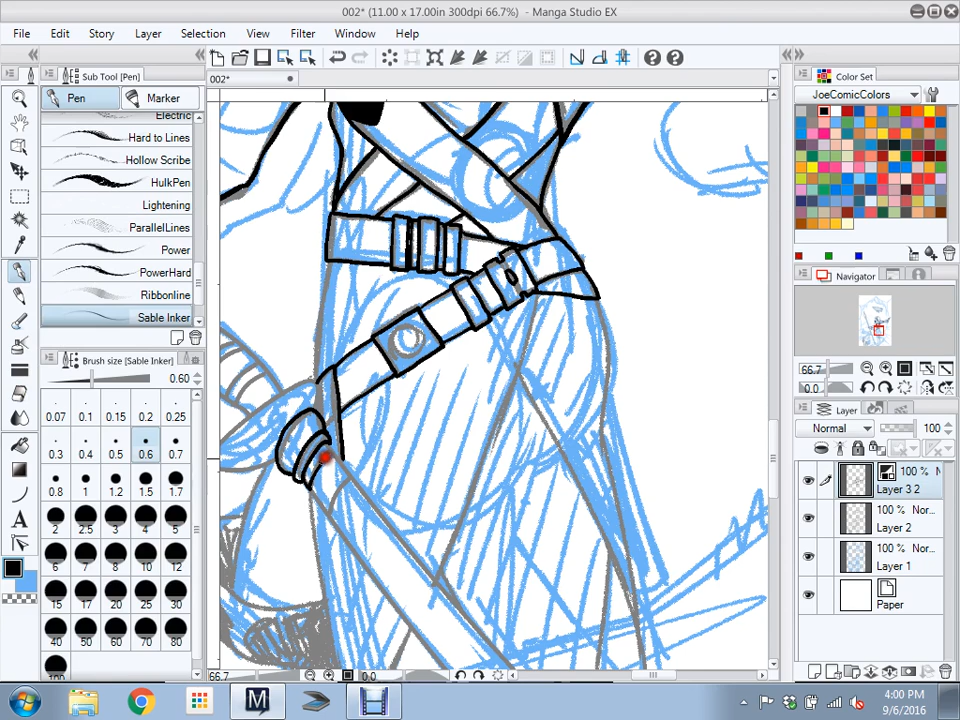 002* (11.00 x 17.00in 300dpi 66.7%) - Manga Studio EX
File Edit Story Layer Selection View Filter Window Help
002*
Sub Tool [Pen]
Pen Marker
Electric
Hard to Lines
Hollow Scribe
HulkPen
Lightening
ParallelLines
Power
PowerHard
Ribbonline
Sable Inker
Brush size [Sable Inker]
0.60
0.07 0.1 0.15 0.2 0.25
0.3 0.4 0.5 0.6 0.7
0.8 1 1.2 1.5 1.7
2 2.5 3 4 5
6 7 8 10 12
15 17 20 25 30
40 50 60 70 80
100
66.7 0.0
Color Set
JoeComicColors
Navigator
66.7
0.0
Layer
Normal 100
100 % N
Layer 3 2
100 % Nor...
Layer 2
100 % Nor...
Layer 1
Paper
4:00 PM
9/6/2016